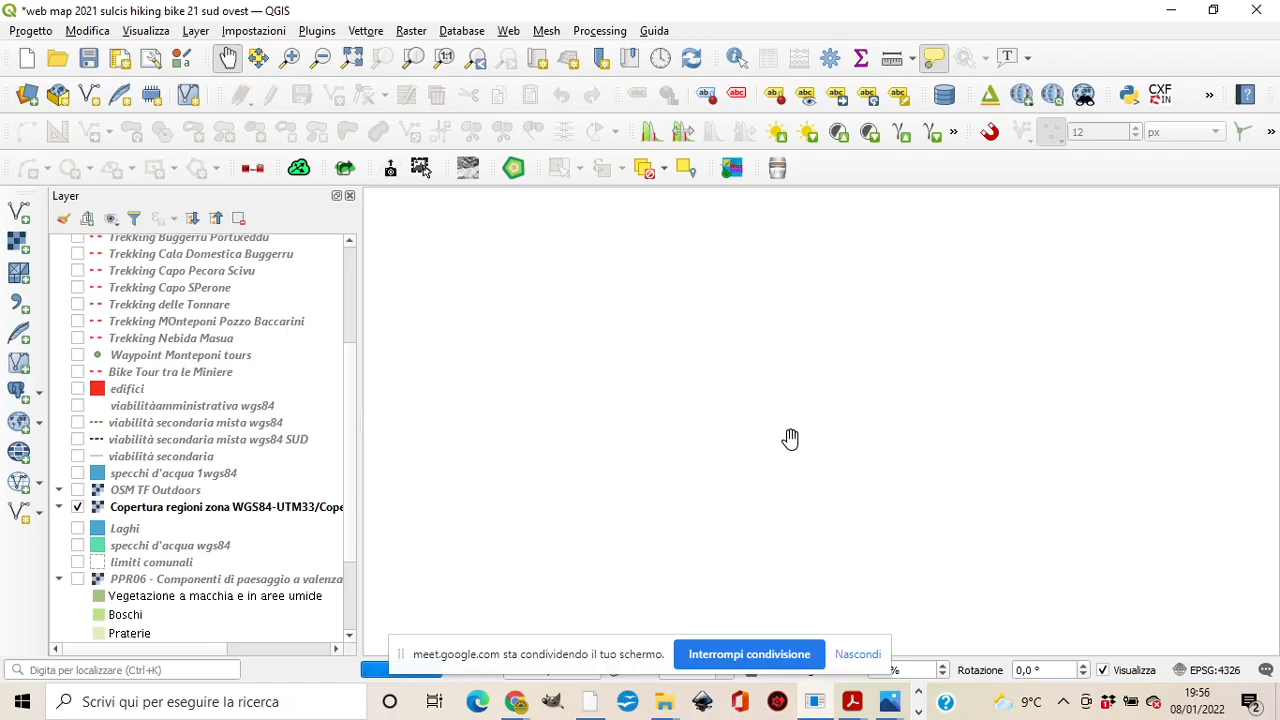 *web map 2021 sulcis hiking bike 21 sud ovest — QGIS
Progetto Modifica Visualizza Layer Impostazioni Plugins Vettore Raster Database Web Mesh Processing Guida
12 px
CXF
IN
Layer
Trekking Buggerru Portixeddu
Trekking Cala Domestica Buggerru
Trekking Capo Pecora Scivu
Trekking Capo SPerone
Trekking delle Tonnare
Trekking MOnteponi Pozzo Baccarini
Trekking Nebida Masua
Waypoint Monteponi tours
Bike Tour tra le Miniere
edifici
viabilitàamministrativa wgs84
viabilità secondaria mista wgs84
viabilità secondaria mista wgs84 SUD
viabilità secondaria
specchi d'acqua 1wgs84
OSM TF Outdoors
Copertura regioni zona WGS84-UTM33/Cope
Laghi
specchi d'acqua wgs84
limiti comunali
PPR06 - Componenti di paesaggio a valenza
Vegetazione a macchia e in aree umide
Boschi
Praterie
meet.google.com sta condividendo il tuo schermo. Interrompi condivisione Nascondi
Digita per localizzare (Ctrl+K) % Rotazione 0,0 ° Visualizza EPSG:4326
Scrivi qui per eseguire la ricerca 9°C
08/01/2022
2